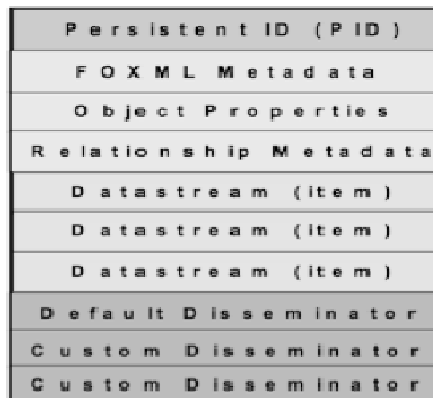 Persistent ID (PID)
FOXML Metadata
Object Properties
Relationship Metadata
Datastream (item)
Datastream (item)
Datastream (item)
Default Disseminator
Custom Disseminator
Custom Disseminator